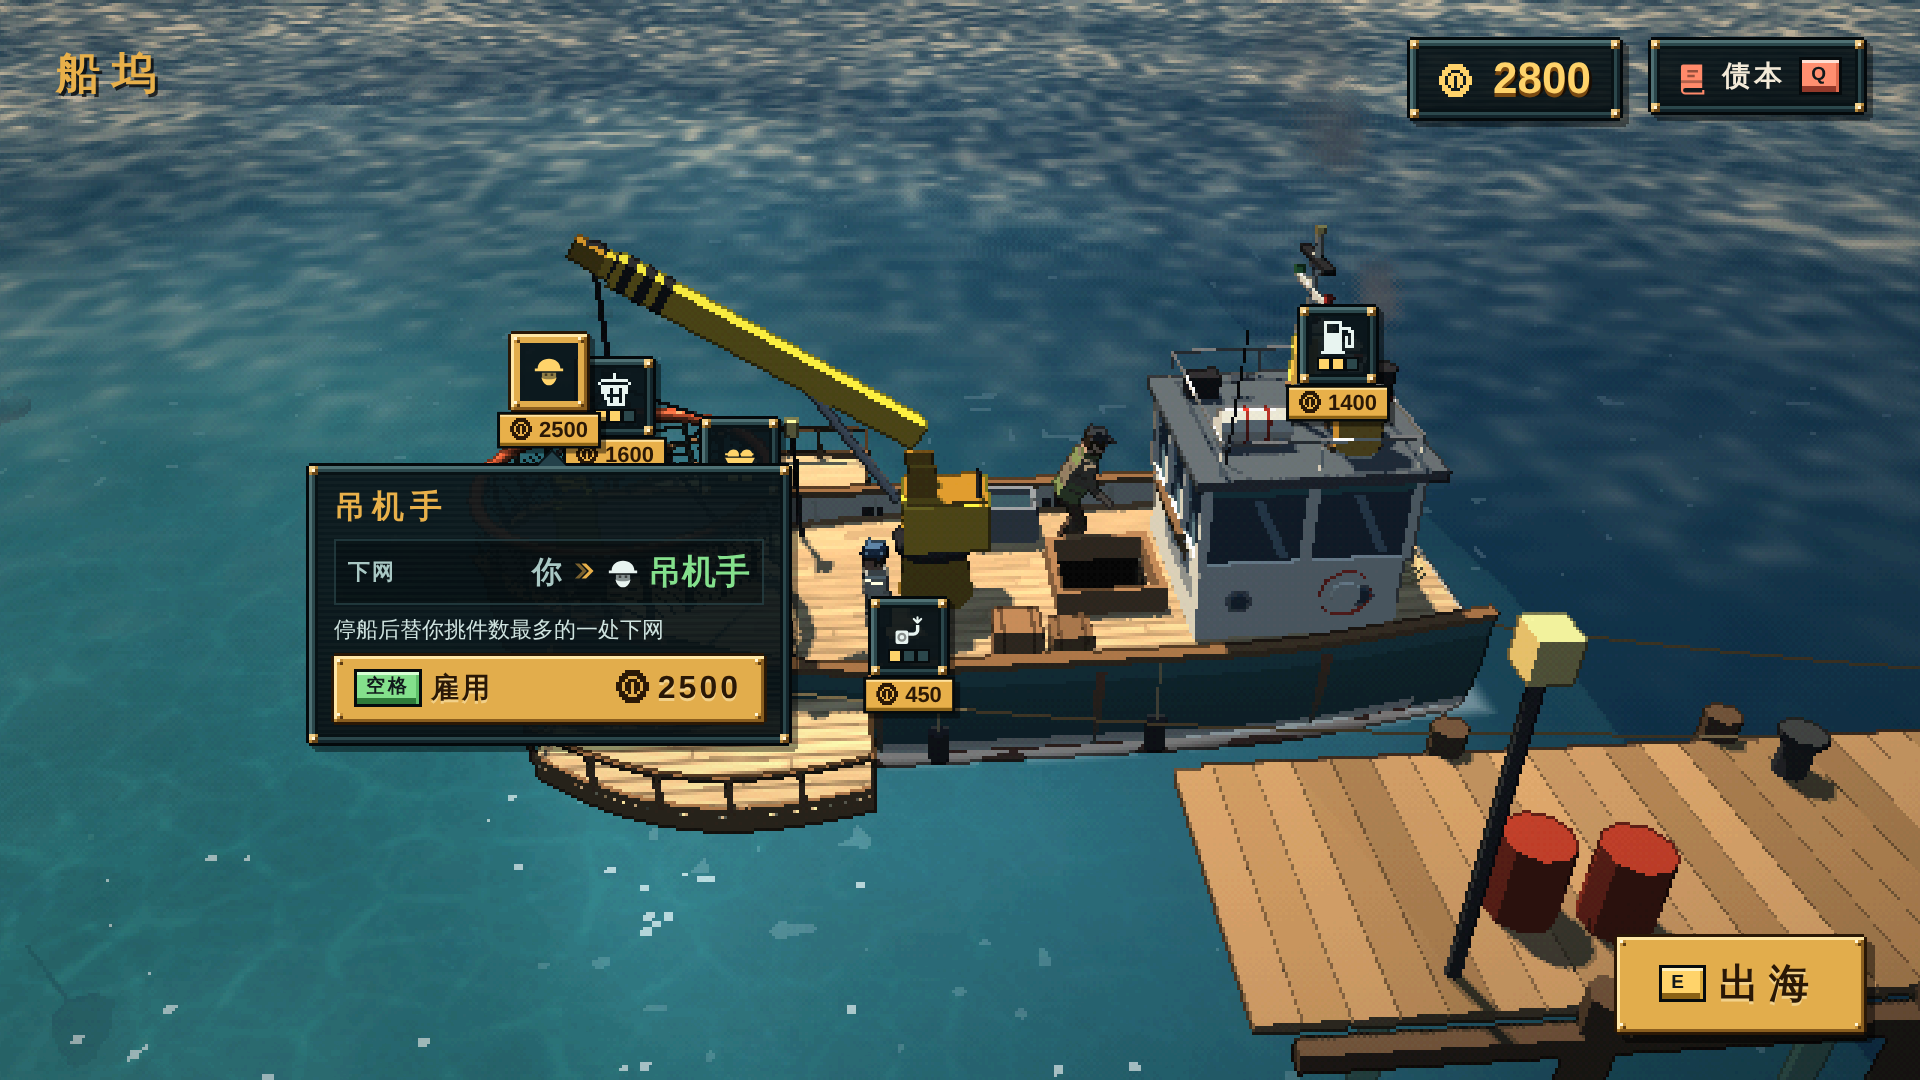 船坞
2800
债本 Q
1400
2500
1600
吊机手
下网 你 吊机手
停船后替你挑件数最多的一处下网
空格 雇用 2500
450
E 出海